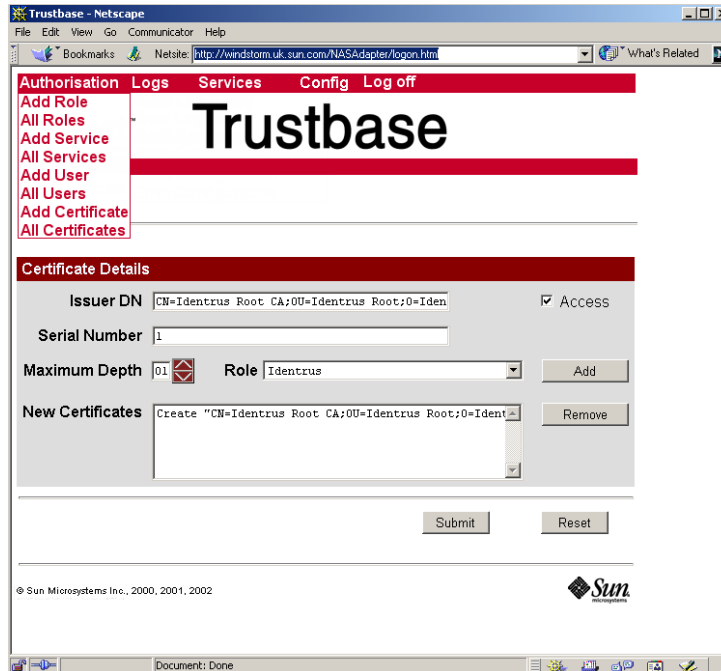 Trustbase - Netscape
File Edit View Go Communicator Help
Bookmarks Netsite: http://windstorm.uk.sun.com/NASAdapter/logon.htm What's Related
Authorisation Logs Services Config Log off
Add Role
All Roles
Add Service
All Services
Add User
All Users
Add Certificate
All Certificates
Trustbase
Certificate Details
Issuer DN CN=Identrus Root CA;OU=Identrus Root;O=Iden Access
Serial Number 1
Maximum Depth 01 Role Identrus Add
New Certificates Create "CN=Identrus Root CA;OU=Identrus Root;O=Ident Remove
Submit Reset
© Sun Microsystems Inc., 2000, 2001, 2002
Sun
microsystems
Document: Done